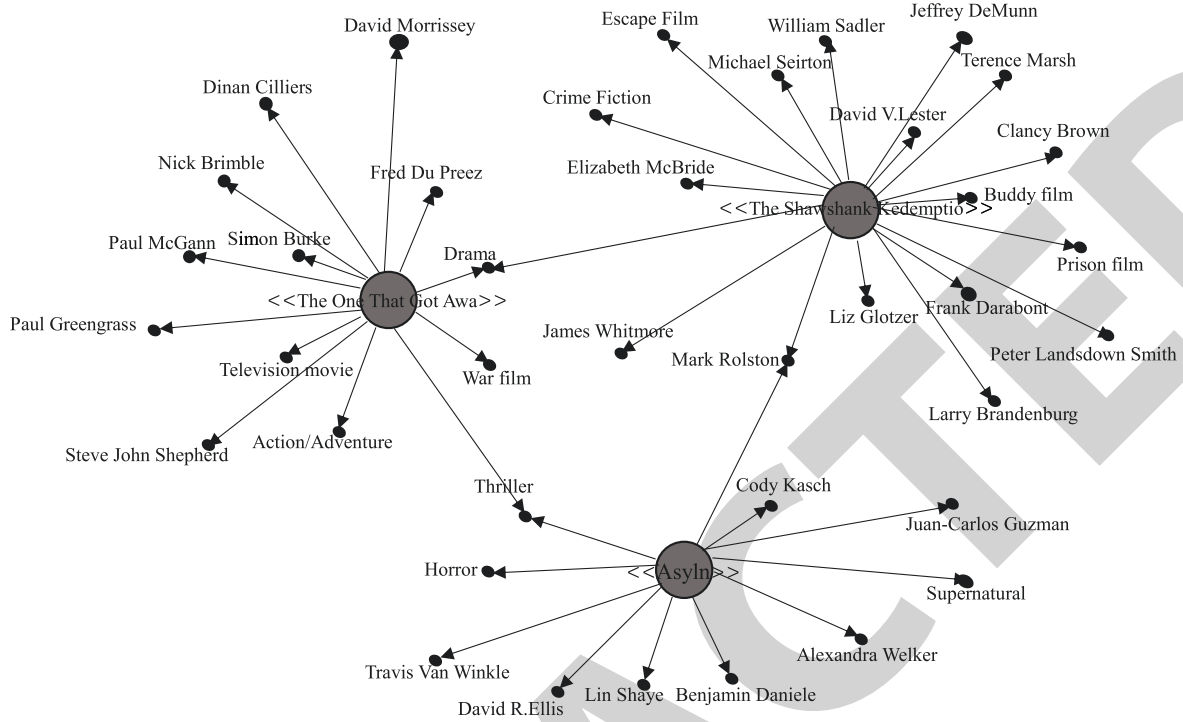 Escape Film
William Sadler
Jeffrey DeMunn
David Morrissey
Michael Seirton
Terence Marsh
Dinan Cilliers
Crime Fiction
David V.Lester
Clancy Brown
Nick Brimble
Fred Du Preez
Elizabeth McBride
Buddy film
<<The Shawshank Kedemptio>>
Paul McGann
Simon Burke
Drama
Prison film
<<The One That Got Awa>>
Frank Darabont
Liz Glotzer
Paul Greengrass
James Whitmore
Mark Rolston
Peter Landsdown Smith
Television movie
War film
Larry Brandenburg
Steve John Shepherd
Action/Adventure
Thriller
Cody Kasch
Juan-Carlos Guzman
Horror
<<Asyln>>
Supernatural
Alexandra Welker
Travis Van Winkle
David R.Ellis
Lin Shaye
Benjamin Daniele